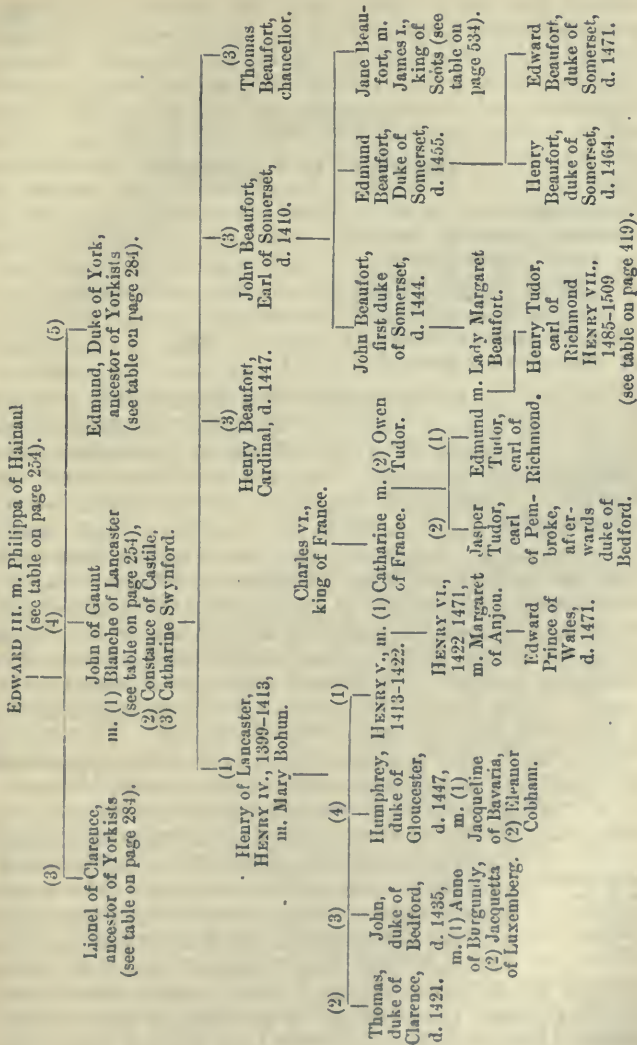 EDWARD III. m. Philippa of Hainaul
(see table on page 254).
(3)
(4)
(5)
Lionel of Clarence,
ancestor of Yorkists
(see table on page 284).
John of Gaunt
m. (1) Blanche of Lancaster
(see table on page 254),
(2) Constance of Castile,
(3) Catharine Swynford.
Edmund, Duke of York,
ancestor of Yorkists
(see table on page 284).
(1)
Henry of Lancaster,
HENRY IV., 1399–1413,
m. Mary Bohun.
(3)
Henry Beaufort,
Cardinal, d. 1447.
(3)
John Beaufort,
Earl of Somerset,
d. 1410.
(3)
Thomas
Beaufort,
chancellor.
Charles VI.,
king of France.
(2)
Thomas,
duke of
Clarence,
d. 1421.
(3)
John,
duke of
Bedford,
d. 1435,
m. (1) Anne
of Burgundy,
(2) Jacquetta
of Luxemberg.
(4)
Humphrey,
duke of
Gloucester,
d. 1447,
m. (1)
Jacqueline
of Bavaria,
(2) Eleanor
Cobham.
(1)
HENRY V., m. (1) Catharine m. (2) Owen
1413–1422. of France. Tudor.
HENRY VI.,
1422 1471,
m. Margaret
of Anjou.
Edward
Prince of
Wales,
d. 1471.
(2)
Jasper
Tudor,
earl
of Pem-
broke,
after-
wards
duke of
Bedford.
(1)
Edmund m. Lady Margaret
Tudor, Beaufort.
earl of
Richmond.
John Beaufort,
first duke
of Somerset,
d. 1444.
Edmund
Beaufort,
Duke of
Somerset,
d. 1455.
Jane Beau-
fort, m.
James I.,
king of
Scots (see
table on
page 534).
Henry Tudor,
earl of
Richmond
HENRY VII.,
1485–1509
(see table on page 419).
Henry
Beaufort,
duke of
Somerset,
d. 1464.
Edward
Beaufort,
duke of
Somerset,
d. 1471.